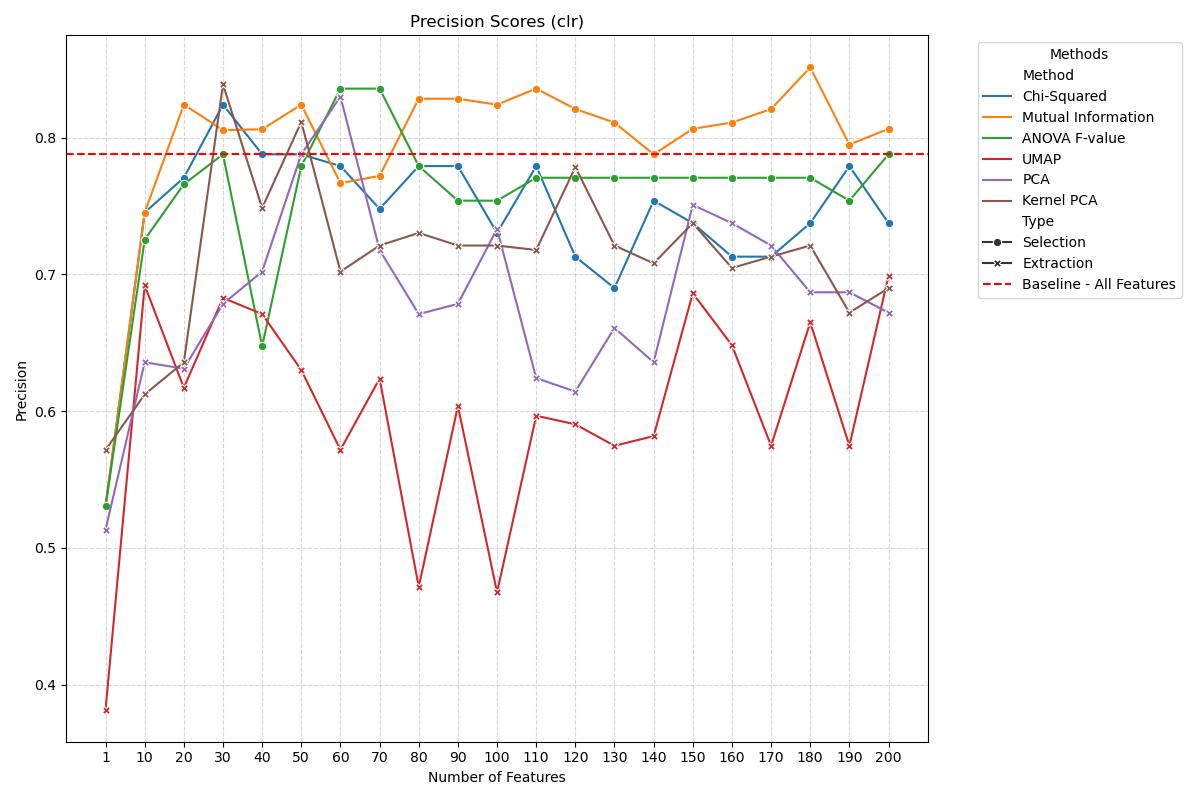 Precision Scores (clr)
Precision
0.8
0.7
0.6
0.5
0.4
1 10 20 30 40 50 60 70 80 90 100 110 120 130 140 150 160 170 180 190 200
Number of Features
Methods
Method
Chi-Squared
Mutual Information
ANOVA F-value
UMAP
PCA
Kernel PCA
Type
Selection
Extraction
Baseline - All Features